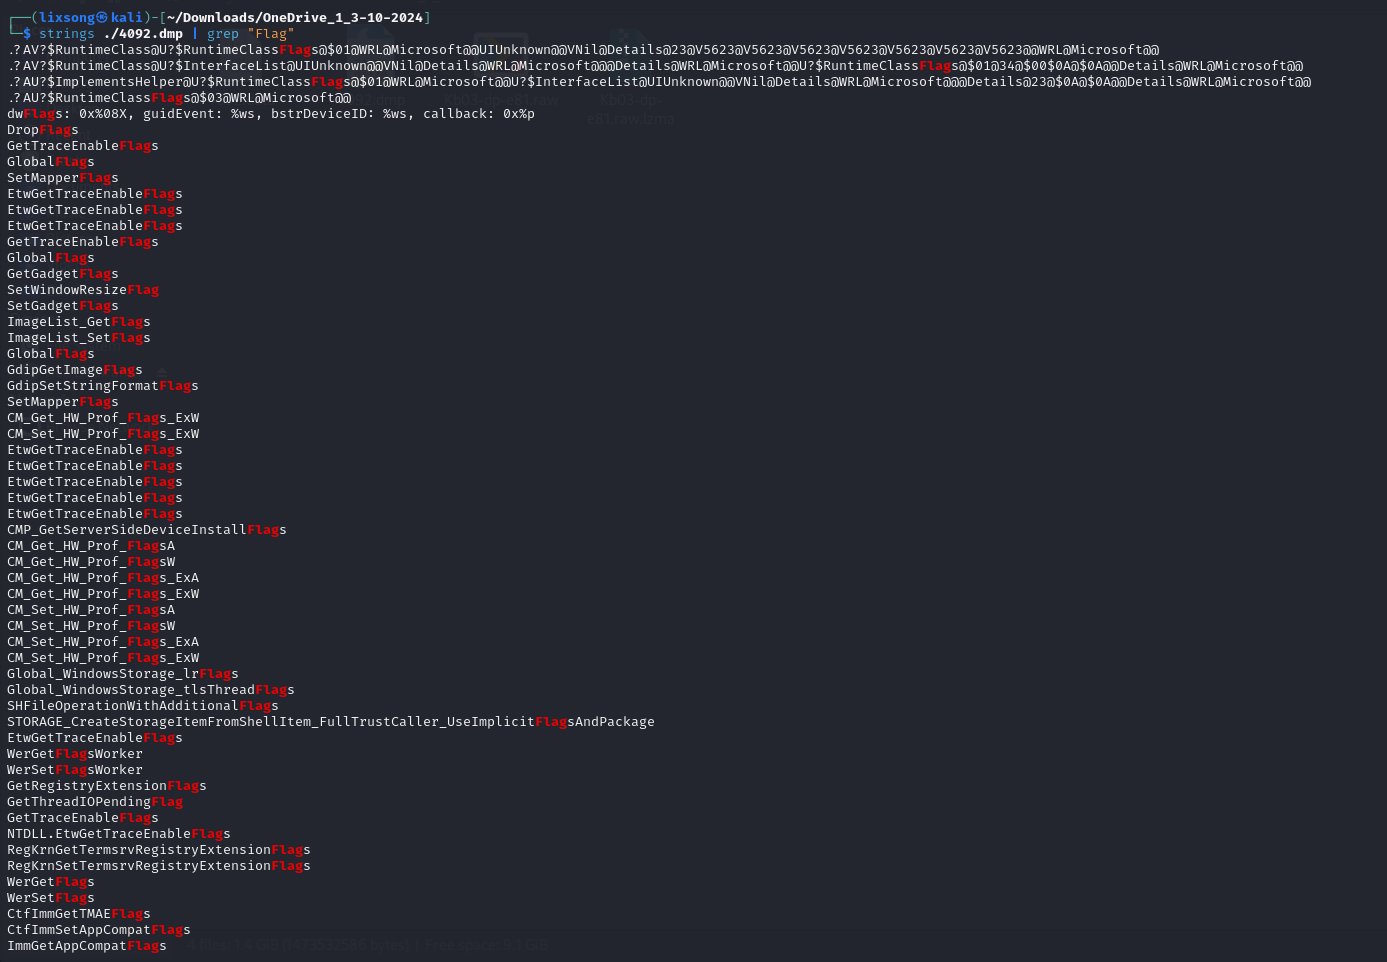 ┌──(lixsong㉿kali)-[~/Downloads/OneDrive_1_3-10-2024]
└─$ strings ./4092.dmp | grep "Flag"
.?AV?$RuntimeClass@U?$RuntimeClassFlags@$01@WRL@Microsoft@@UIUnknown@@VNil@Details@23@V5623@V5623@V5623@V5623@V5623@V5623@V5623@@WRL@Microsoft@@
.?AV?$RuntimeClass@U?$InterfaceList@UIUnknown@@VNil@Details@WRL@Microsoft@@@Details@WRL@Microsoft@@U?$RuntimeClassFlags@$01@34@$00$0A@$0A@@Details@WRL@Microsoft@@
.?AU?$ImplementsHelper@U?$RuntimeClassFlags@$01@WRL@Microsoft@@U?$InterfaceList@UIUnknown@@VNil@Details@WRL@Microsoft@@@Details@23@$0A@$0A@@Details@WRL@Microsoft@@
.?AU?$RuntimeClassFlags@$03@WRL@Microsoft@@
dwFlags: 0x%08X, guidEvent: %ws, bstrDeviceID: %ws, callback: 0x%p
DropFlags
GetTraceEnableFlags
GlobalFlags
SetMapperFlags
EtwGetTraceEnableFlags
EtwGetTraceEnableFlags
EtwGetTraceEnableFlags
GetTraceEnableFlags
GlobalFlags
GetGadgetFlags
SetWindowResizeFlag
SetGadgetFlags
ImageList_GetFlags
ImageList_SetFlags
GlobalFlags
GdipGetImageFlags
GdipSetStringFormatFlags
SetMapperFlags
CM_Get_HW_Prof_Flags_ExW
CM_Set_HW_Prof_Flags_ExW
EtwGetTraceEnableFlags
EtwGetTraceEnableFlags
EtwGetTraceEnableFlags
EtwGetTraceEnableFlags
EtwGetTraceEnableFlags
CMP_GetServerSideDeviceInstallFlags
CM_Get_HW_Prof_FlagsA
CM_Get_HW_Prof_FlagsW
CM_Get_HW_Prof_Flags_ExA
CM_Get_HW_Prof_Flags_ExW
CM_Set_HW_Prof_FlagsA
CM_Set_HW_Prof_FlagsW
CM_Set_HW_Prof_Flags_ExA
CM_Set_HW_Prof_Flags_ExW
Global_WindowsStorage_lrFlags
Global_WindowsStorage_tlsThreadFlags
SHFileOperationWithAdditionalFlags
STORAGE_CreateStorageItemFromShellItem_FullTrustCaller_UseImplicitFlagsAndPackage
EtwGetTraceEnableFlags
WerGetFlagsWorker
WerSetFlagsWorker
GetRegistryExtensionFlags
GetThreadIOPendingFlag
GetTraceEnableFlags
NTDLL.EtwGetTraceEnableFlags
RegKrnGetTermsrvRegistryExtensionFlags
RegKrnSetTermsrvRegistryExtensionFlags
WerGetFlags
WerSetFlags
CtfImmGetTMAEFlags
CtfImmSetAppCompatFlags
ImmGetAppCompatFlags